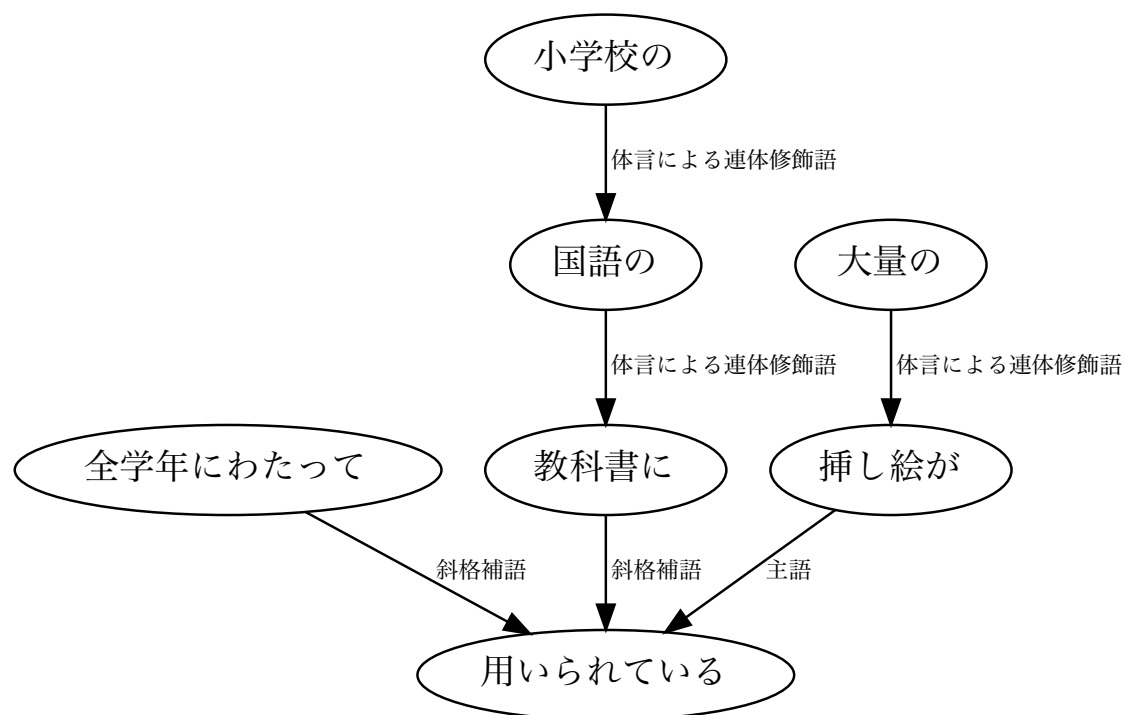 小学校の
体言による連体修飾語
国語の
大量の
体言による連体修飾語
体言による連体修飾語
全学年にわたって
教科書に
挿し絵が
斜格補語
斜格補語
主語
用いられている